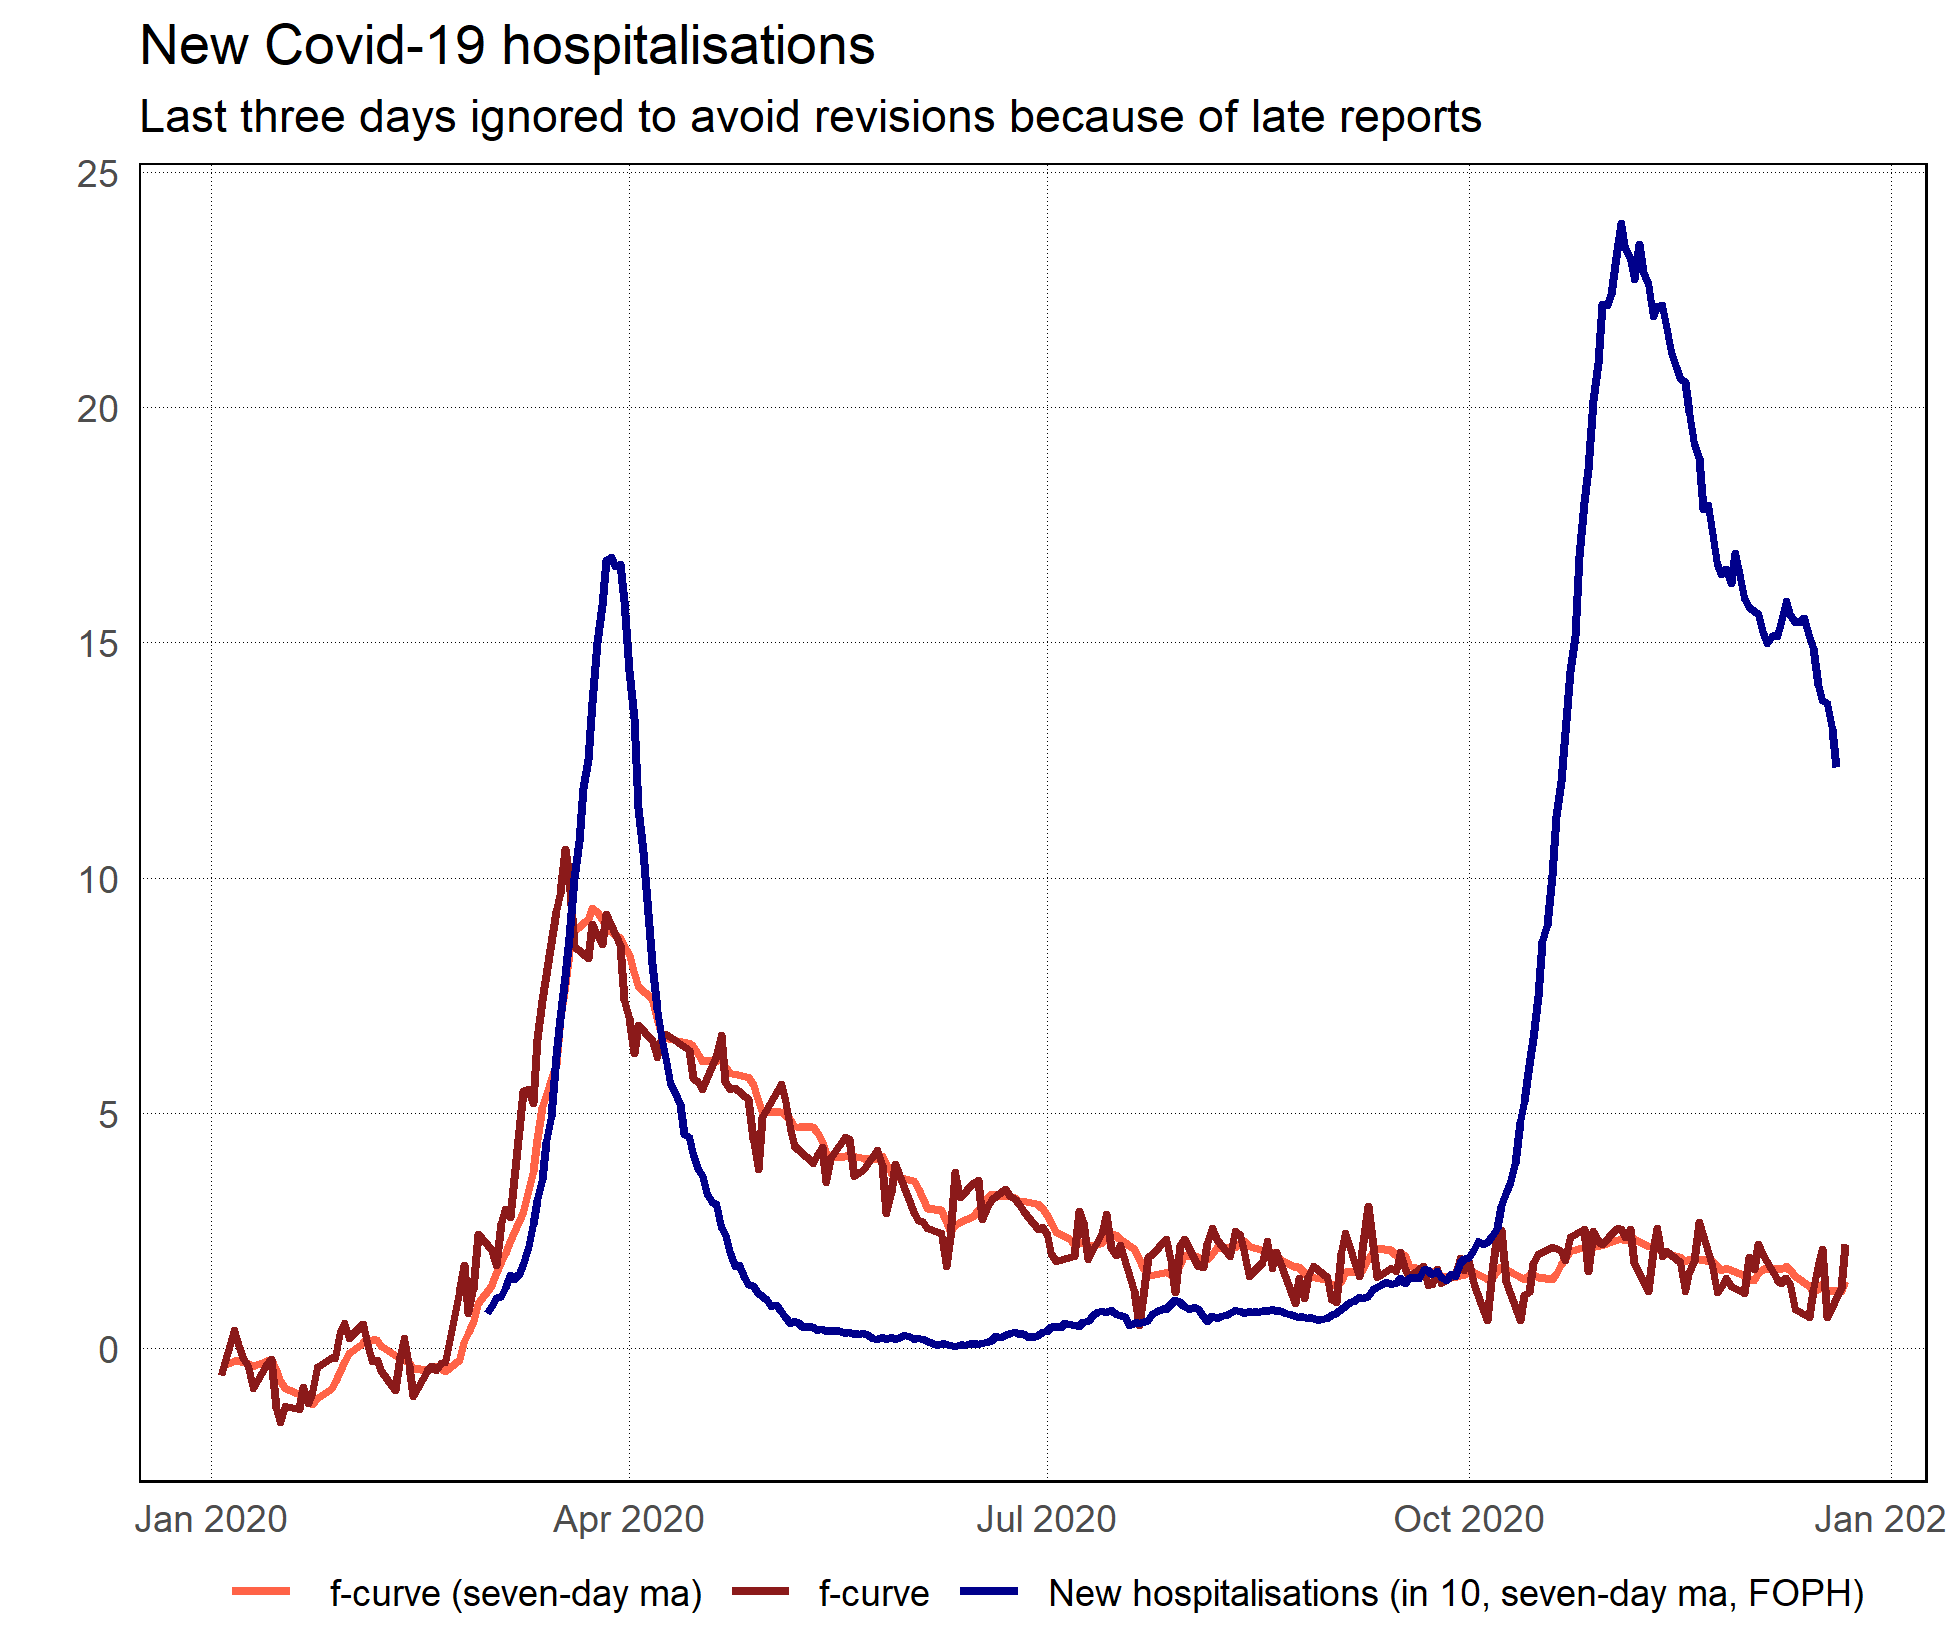 New Covid-19 hospitalisations
Last three days ignored to avoid revisions because of late reports
25
20
15
10
5
0
Jan 2020 Apr 2020 Jul 2020 Oct 2020 Jan 202
f-curve (seven-day ma) f-curve New hospitalisations (in 10, seven-day ma, FOPH)